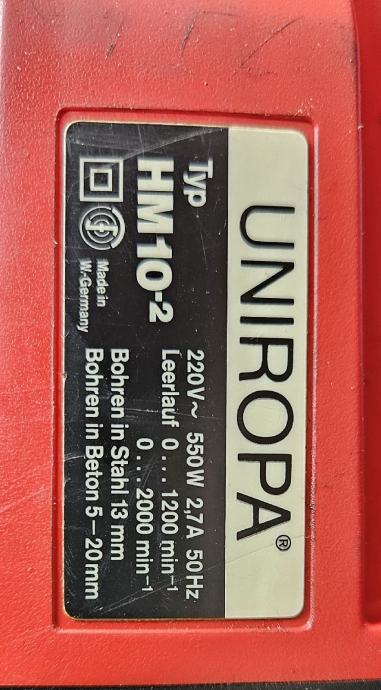 UNIROPA®
Typ
HM10-2
220V~ 550W 2,7A 50Hz
Leerlauf 0...1200 min⁻¹
0...2000 min⁻¹
Bohren in Stahl 13 mm
Bohren in Beton 5–20 mm
Made in
W.-Germany